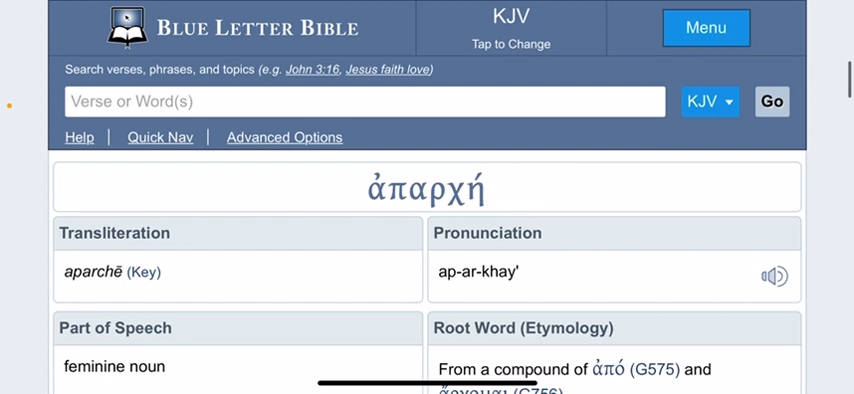 BLUE LETTER BIBLE
KJV
Tap to Change
Menu
Search verses, phrases, and topics (e.g. John 3:16, Jesus faith love)
Verse or Word(s)
KJV
Go
Help | Quick Nav | Advanced Options
ἀπαρχή
Transliteration
aparchē (Key)
Pronunciation
ap-ar-khay'
Part of Speech
feminine noun
Root Word (Etymology)
From a compound of ἀπό (G575) and
ἄρχομαι (G756)